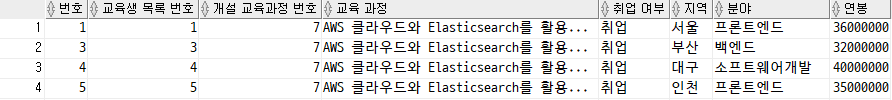 번호 교육생 목록 번호 개설 교육과정 번호 교육 과정 취업 여부 지역 분야 연봉
1 1 1 7 AWS 클라우드와 Elasticsearch를 활용... 취업 서울 프론트엔드 36000000
2 3 3 7 AWS 클라우드와 Elasticsearch를 활용... 취업 부산 백엔드 32000000
3 4 4 7 AWS 클라우드와 Elasticsearch를 활용... 취업 대구 소프트웨어개발 40000000
4 5 5 7 AWS 클라우드와 Elasticsearch를 활용... 취업 인천 프론트엔드 35000000